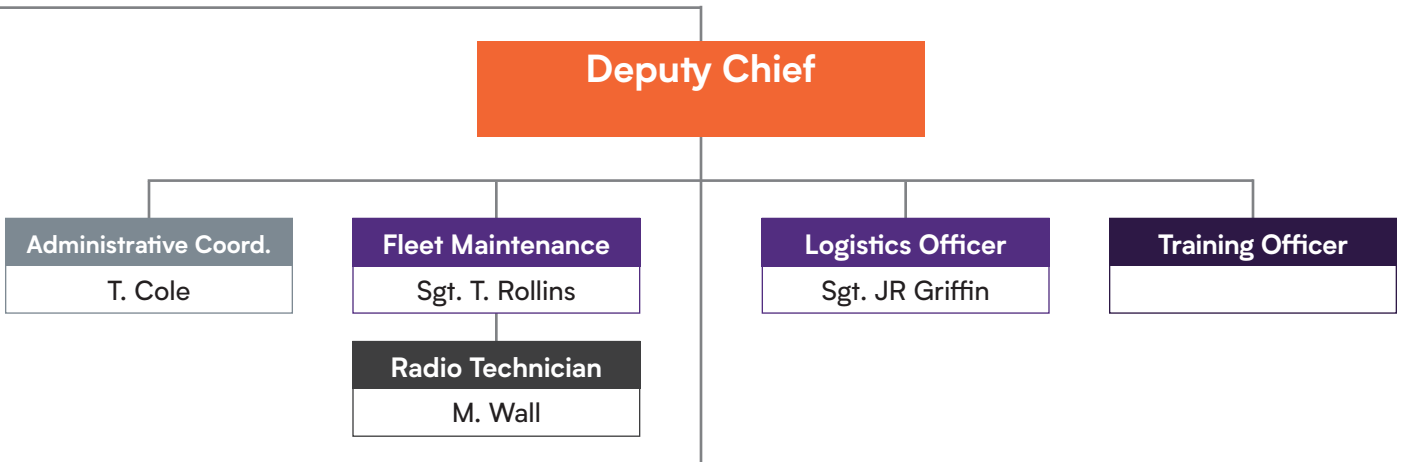 Deputy Chief
Administrative Coord.
T. Cole
Fleet Maintenance
Sgt. T. Rollins
Radio Technician
M. Wall
Logistics Officer
Sgt. JR Griffin
Training Officer